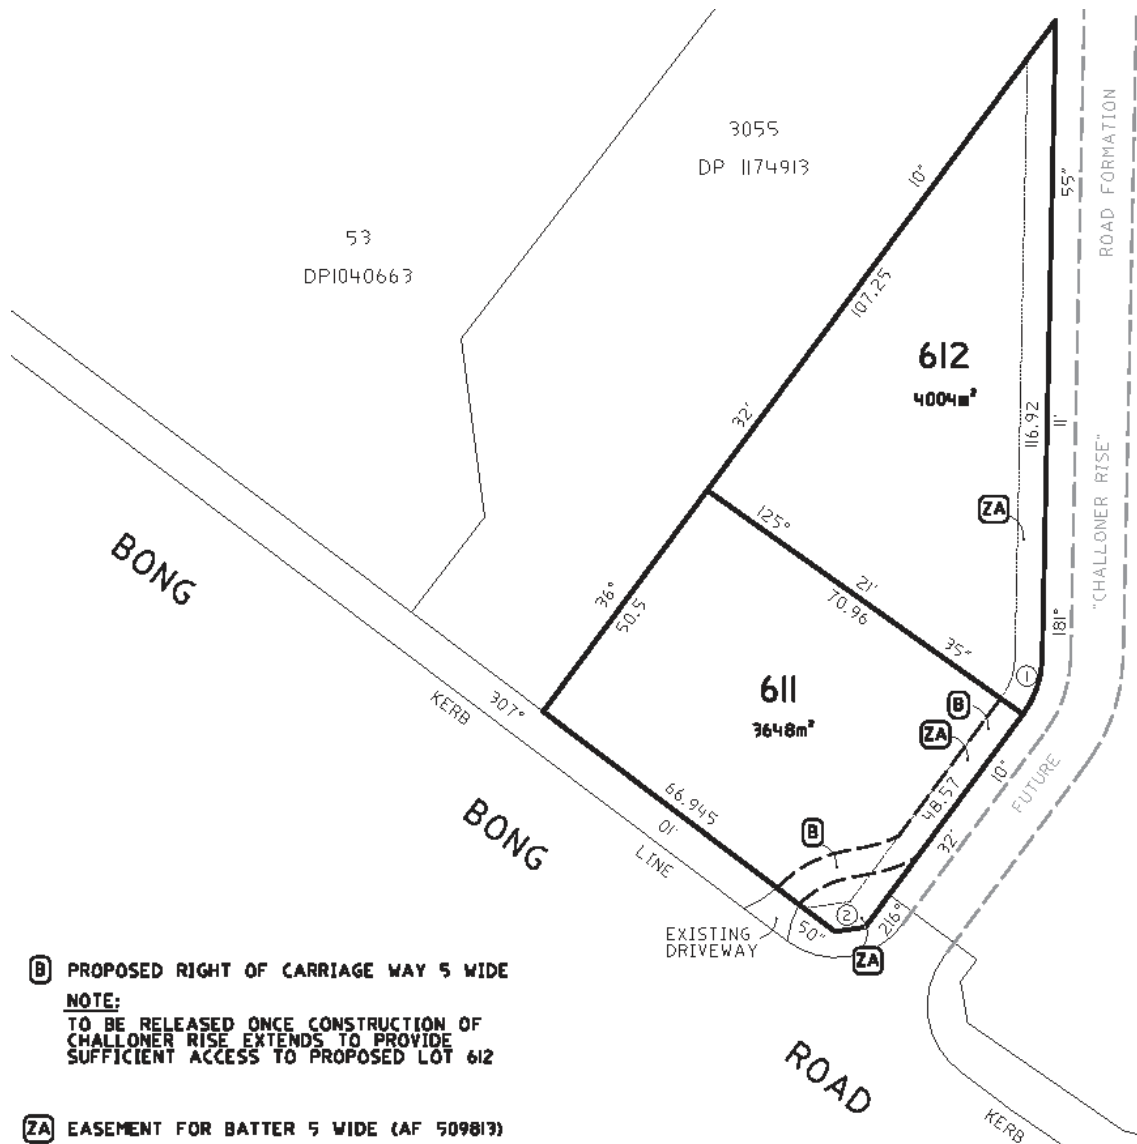 3055
DP 1174913
53
DP1040663
10"
107.25
32'
36°
50.5
612
4004m²
55"
11'
116.92
181°
ROAD FORMATION
"CHALLONER RISE"
FUTURE
ZA
1
125°
21'
70.96
35"
611
3648m²
B
ZA
10"
48.57
32'
216°
B
BONG
KERB
307°
66.945
01'
LINE
50"
2
ZA
BONG
EXISTING
DRIVEWAY
ROAD
KERB
B PROPOSED RIGHT OF CARRIAGE WAY 5 WIDE
NOTE:
TO BE RELEASED ONCE CONSTRUCTION OF
CHALLONER RISE EXTENDS TO PROVIDE
SUFFICIENT ACCESS TO PROPOSED LOT 612
ZA EASEMENT FOR BATTER 5 WIDE (AF 509813)